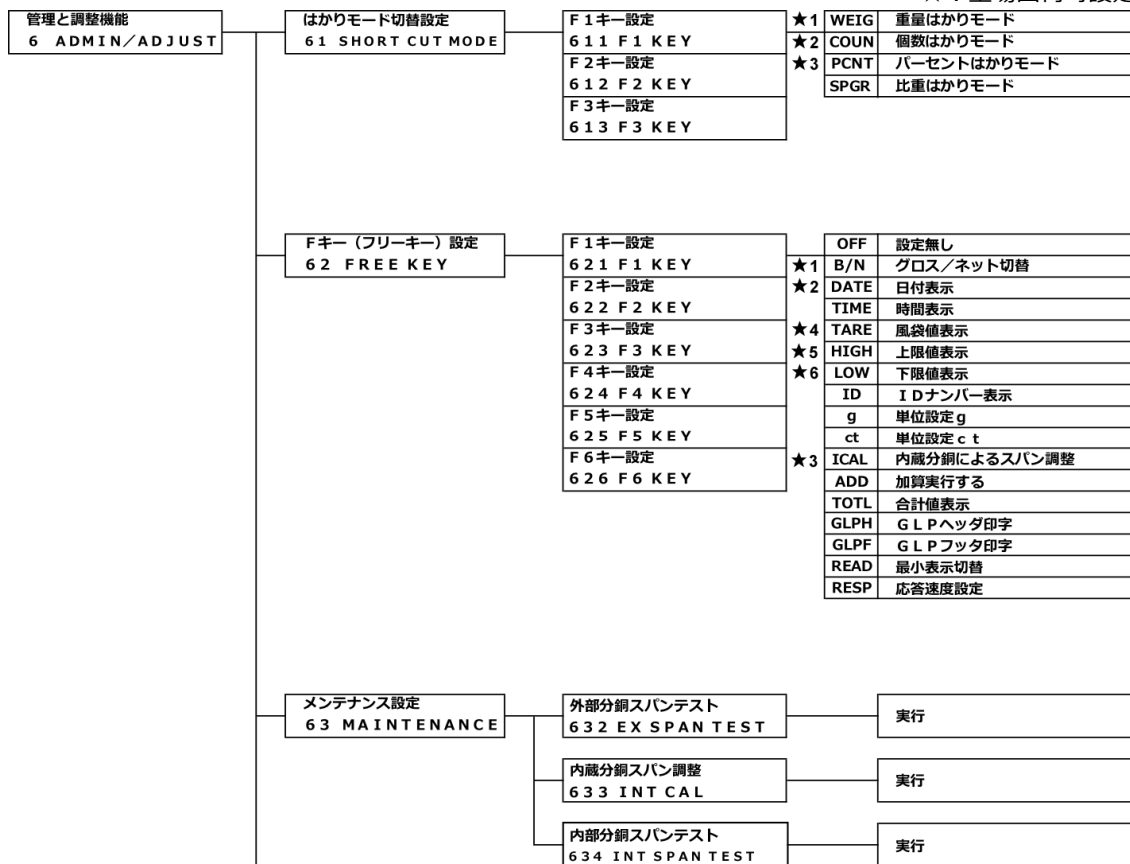 管理と調整機能
6 ADMIN／ADJUST
はかりモード切替設定
61 SHORT CUT MODE
F1キー設定
611 F1 KEY
F2キー設定
612 F2 KEY
F3キー設定
613 F3 KEY
★1 WEIG 重量はかりモード
★2 COUN 個数はかりモード
★3 PCNT パーセントはかりモード
SPGR 比重はかりモード
Fキー（フリーキー）設定
62 FREE KEY
F1キー設定
621 F1 KEY
F2キー設定
622 F2 KEY
F3キー設定
623 F3 KEY
F4キー設定
624 F4 KEY
F5キー設定
625 F5 KEY
F6キー設定
626 F6 KEY
OFF 設定無し
★1 B/N グロス／ネット切替
★2 DATE 日付表示
TIME 時間表示
★4 TARE 風袋値表示
★5 HIGH 上限値表示
★6 LOW 下限値表示
ID IDナンバー表示
g 単位設定g
ct 単位設定ct
★3 ICAL 内蔵分銅によるスパン調整
ADD 加算実行する
TOTL 合計値表示
GLPH GLPヘッダ印字
GLPF GLPフッタ印字
READ 最小表示切替
RESP 応答速度設定
メンテナンス設定
63 MAINTENANCE
外部分銅スパンテスト
632 EX SPAN TEST
実行
内蔵分銅スパン調整
633 INT CAL
実行
内部分銅スパンテスト
634 INT SPAN TEST
実行